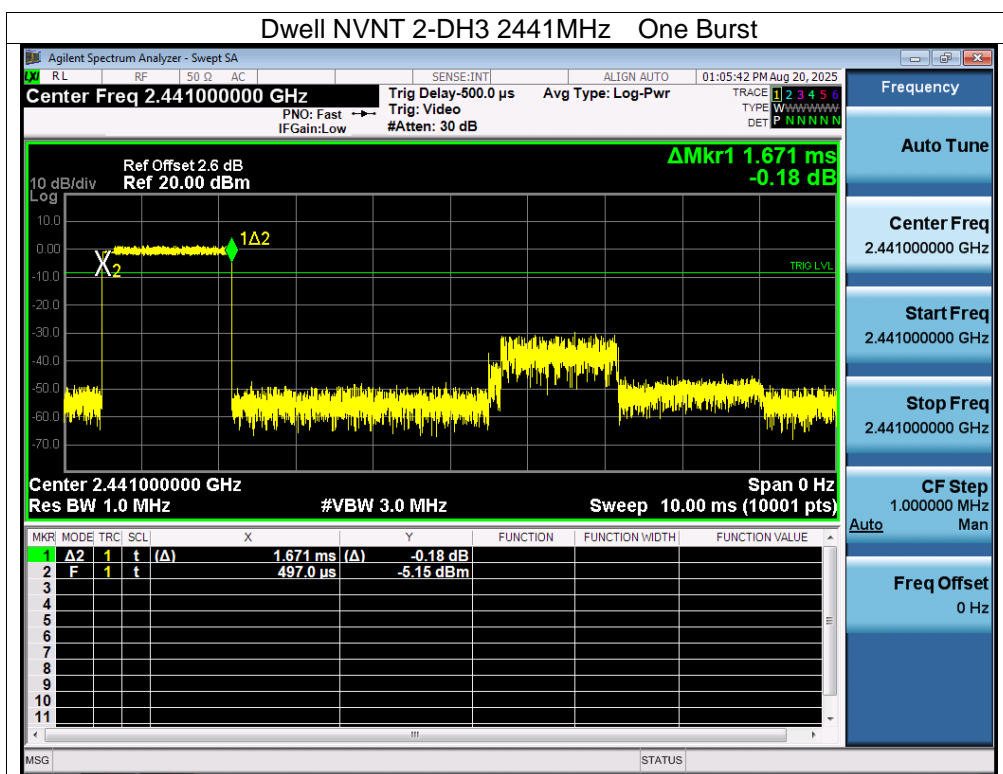 Dwell NVNT 2-DH3 2441MHz One Burst
Agilent Spectrum Analyzer - Swept SA
LXI RL RF 50 Ω AC SENSE:INT ALIGN AUTO 01:05:42 PM Aug 20, 2025
Center Freq 2.441000000 GHz Trig Delay-500.0 µs Avg Type: Log-Pwr TRACE 1 2 3 4 5 6
PNO: Fast Trig: Video TYPE WWWWWW
IFGain:Low #Atten: 30 dB DET P N N N N N
Frequency
Auto Tune
Center Freq
2.441000000 GHz
Start Freq
2.441000000 GHz
Stop Freq
2.441000000 GHz
CF Step
1.000000 MHz
Auto Man
Freq Offset
0 Hz
ΔMkr1 1.671 ms
-0.18 dB
Ref Offset 2.6 dB
10 dB/div Ref 20.00 dBm
Log
10.0
0.00
-10.0
-20.0
-30.0
-40.0
-50.0
-60.0
-70.0
X2
1Δ2
TRIG LVL
Center 2.441000000 GHz Span 0 Hz
Res BW 1.0 MHz #VBW 3.0 MHz Sweep 10.00 ms (10001 pts)
MKR MODE TRC SCL X Y FUNCTION FUNCTION WIDTH FUNCTION VALUE
1 Δ2 1 t (Δ) 1.671 ms (Δ) -0.18 dB
2 F 1 t 497.0 µs -5.15 dBm
3
4
5
6
7
8
9
10
11
MSG STATUS